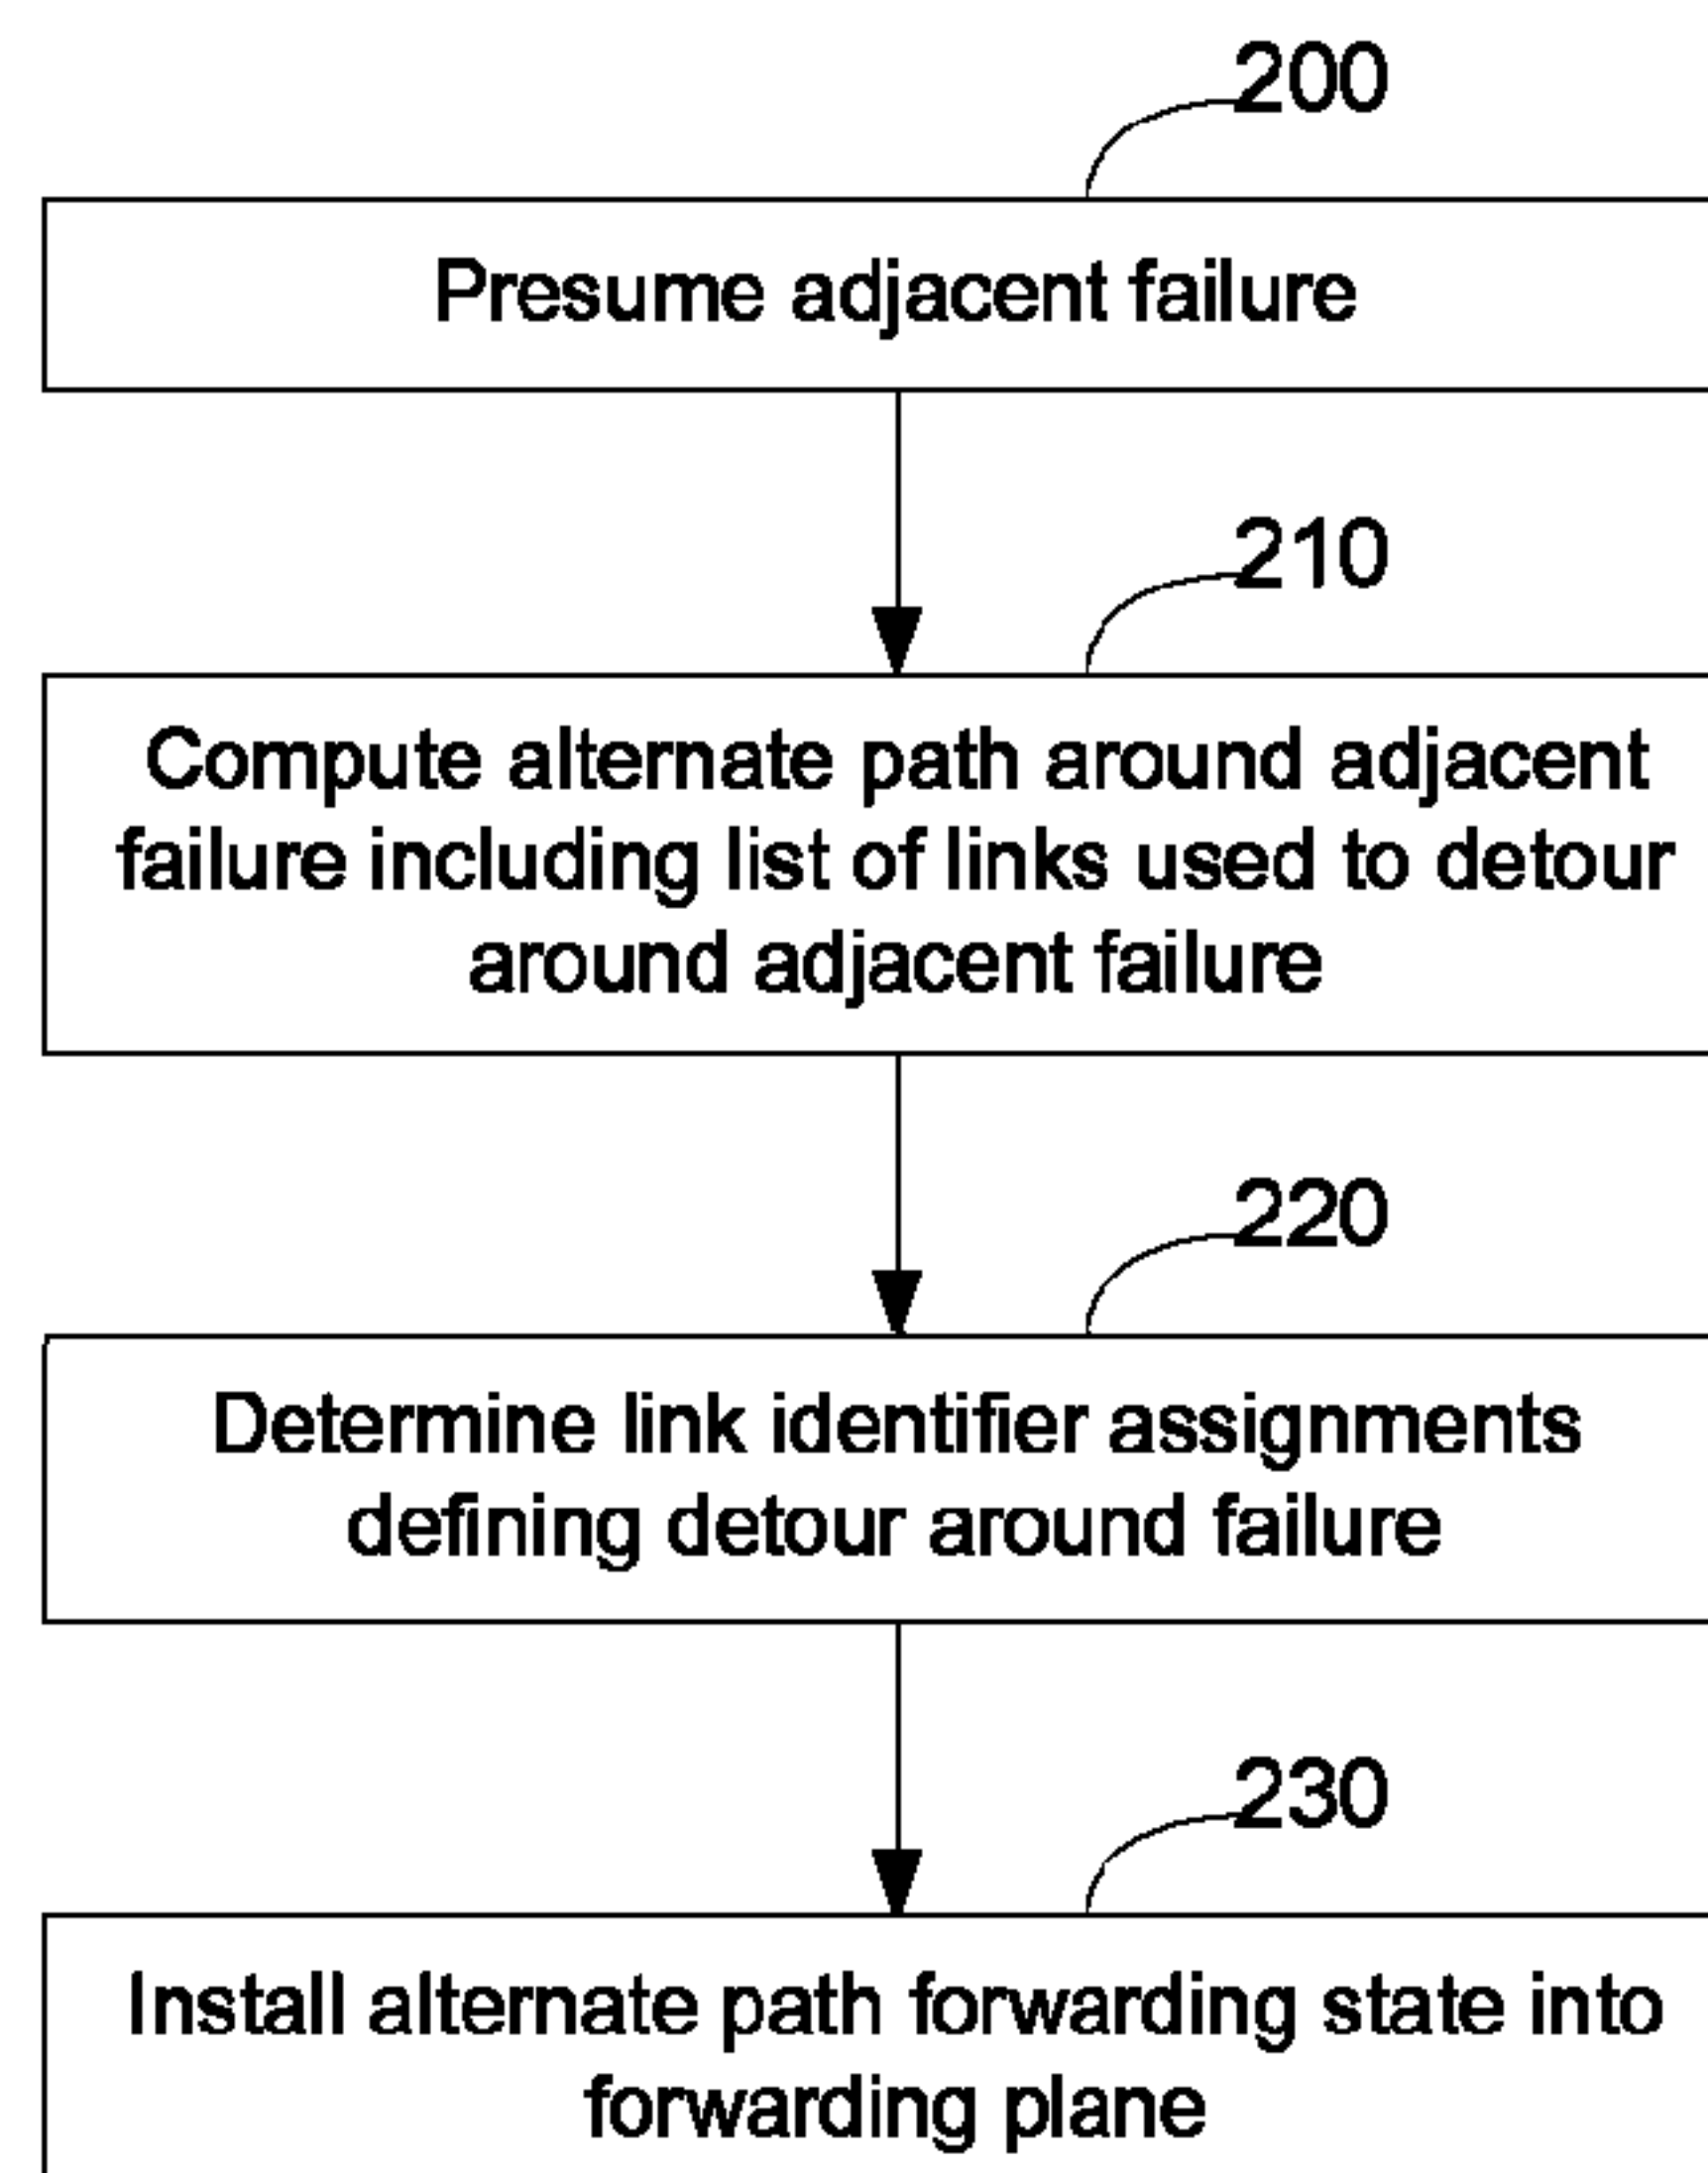 200
Presume adjacent failure
210
Compute alternate path around adjacent
failure including list of links used to detour
around adjacent failure
220
Determine link identifier assignments
defining detour around failure
230
Install alternate path forwarding state into
forwarding plane